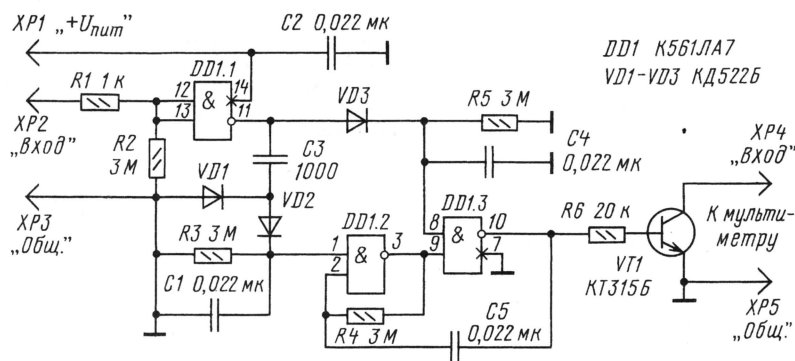 XP1 „+Uпит”
C2 0,022 мк
DD1 К561ЛА7
VD1-VD3 КД522Б
R1 1 к
DD1.1
12
13
&
14
11
VD3
R5 3 М
XP2
„Вход”
R2
3 М
C3
1000
C4
0,022 мк
XP4
„Вход”
VD1
VD2
XP3
„Общ.”
R3 3 М
C1 0,022 мк
DD1.2
1
2
&
3
DD1.3
8
9
&
10
7
R6 20 к
К мульти-
метру
VT1
КТ315Б
R4 3 М
C5
0,022 мк
XP5
„Общ.”